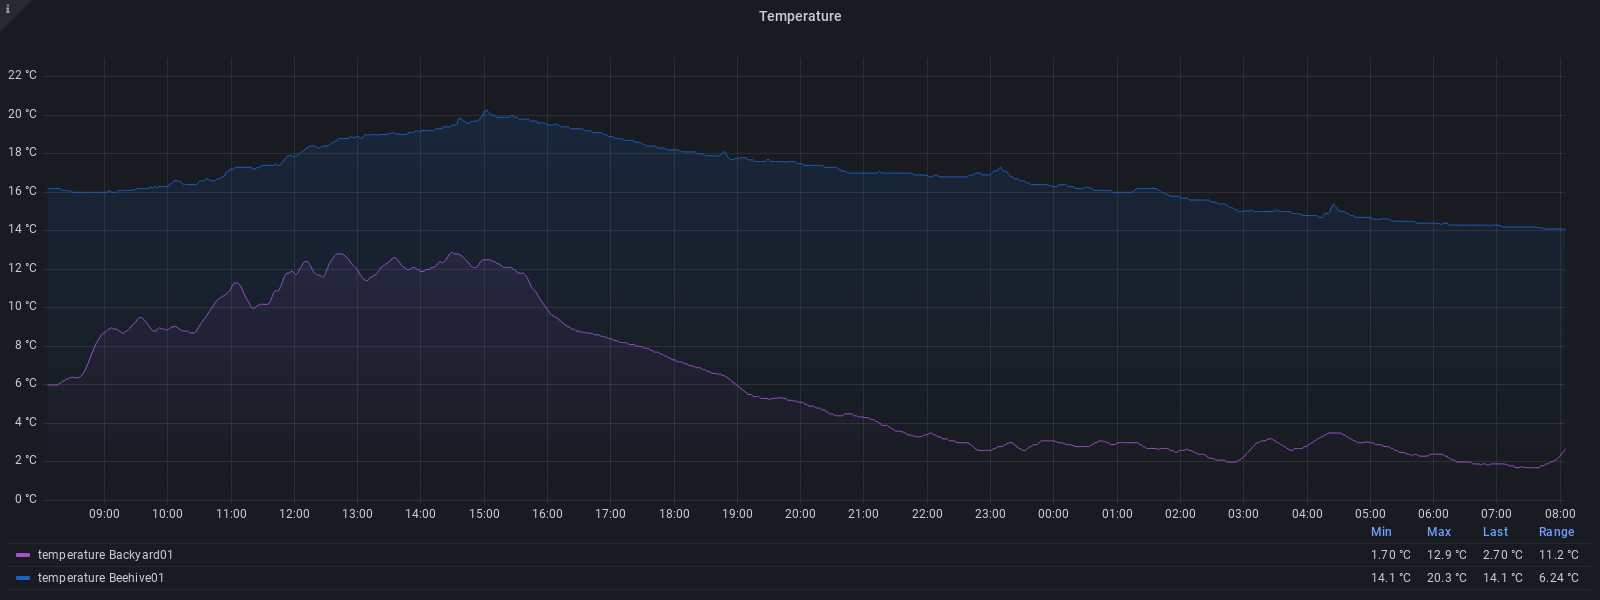 i
Temperature
22 °C
20 °C
18 °C
16 °C
14 °C
12 °C
10 °C
8 °C
6 °C
4 °C
2 °C
0 °C
09:00 10:00 11:00 12:00 13:00 14:00 15:00 16:00 17:00 18:00 19:00 20:00 21:00 22:00 23:00 00:00 01:00 02:00 03:00 04:00 05:00 06:00 07:00 08:00
Min Max Last Range
temperature Backyard01 1.70 °C 12.9 °C 2.70 °C 11.2 °C
temperature Beehive01 14.1 °C 20.3 °C 14.1 °C 6.24 °C